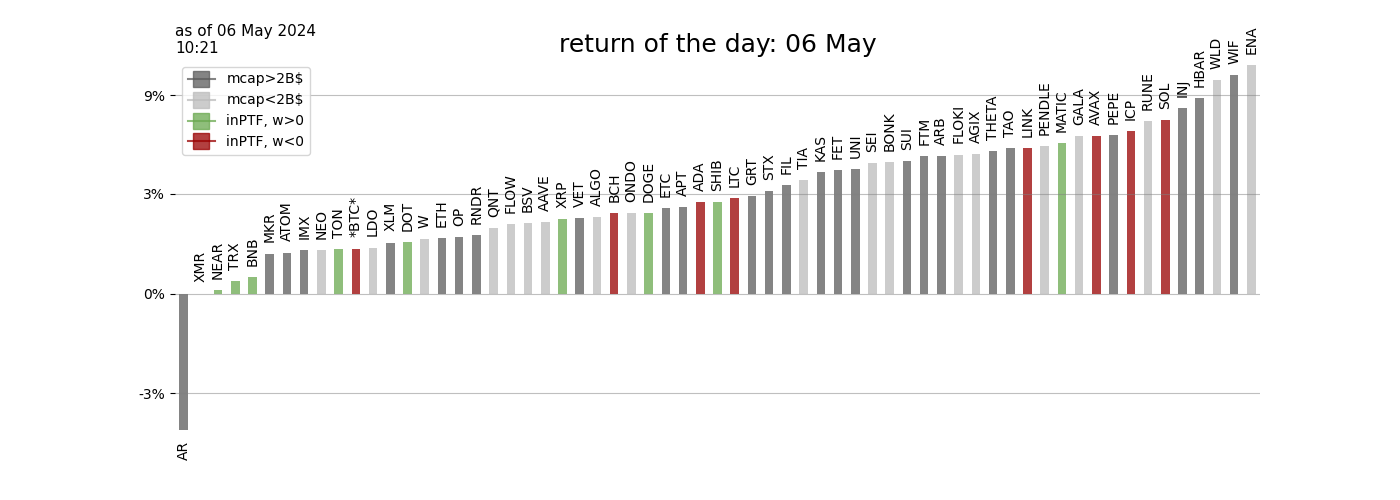 as of 06 May 2024
10:21
return of the day: 06 May
mcap>2B$
mcap<2B$
inPTF, w>0
inPTF, w<0
9%
3%
0%
-3%
AR
XMR
NEAR
TRX
BNB
MKR
ATOM
IMX
NEO
TON
*BTC*
LDO
XLM
DOT
W
ETH
OP
RNDR
QNT
FLOW
BSV
AAVE
XRP
VET
ALGO
BCH
ONDO
DOGE
ETC
APT
ADA
SHIB
LTC
GRT
STX
FIL
TIA
KAS
FET
UNI
SEI
BONK
SUI
FTM
ARB
FLOKI
AGIX
THETA
TAO
LINK
PENDLE
MATIC
GALA
AVAX
PEPE
ICP
RUNE
SOL
INJ
HBAR
WLD
WIF
ENA